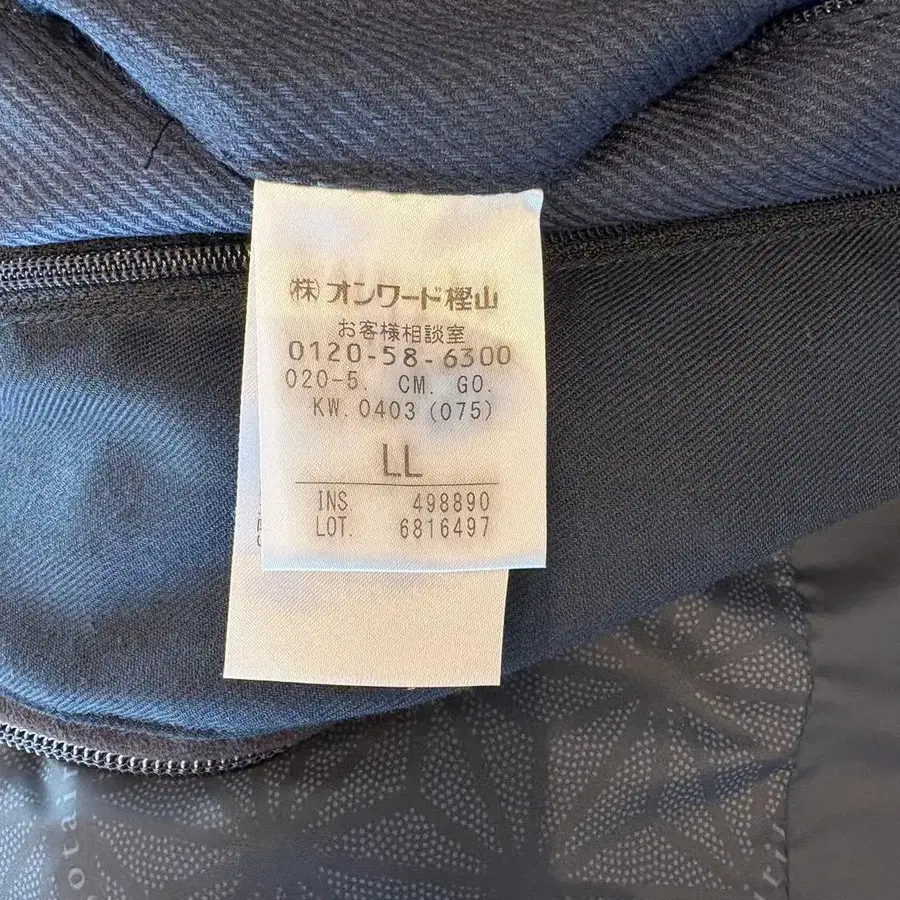 ㈱オンワード樫山
お客様相談室
0120-58-6300
020-5. CM. GO.
KW. 0403 (075)
LL
INS. 498890
LOT. 6816497